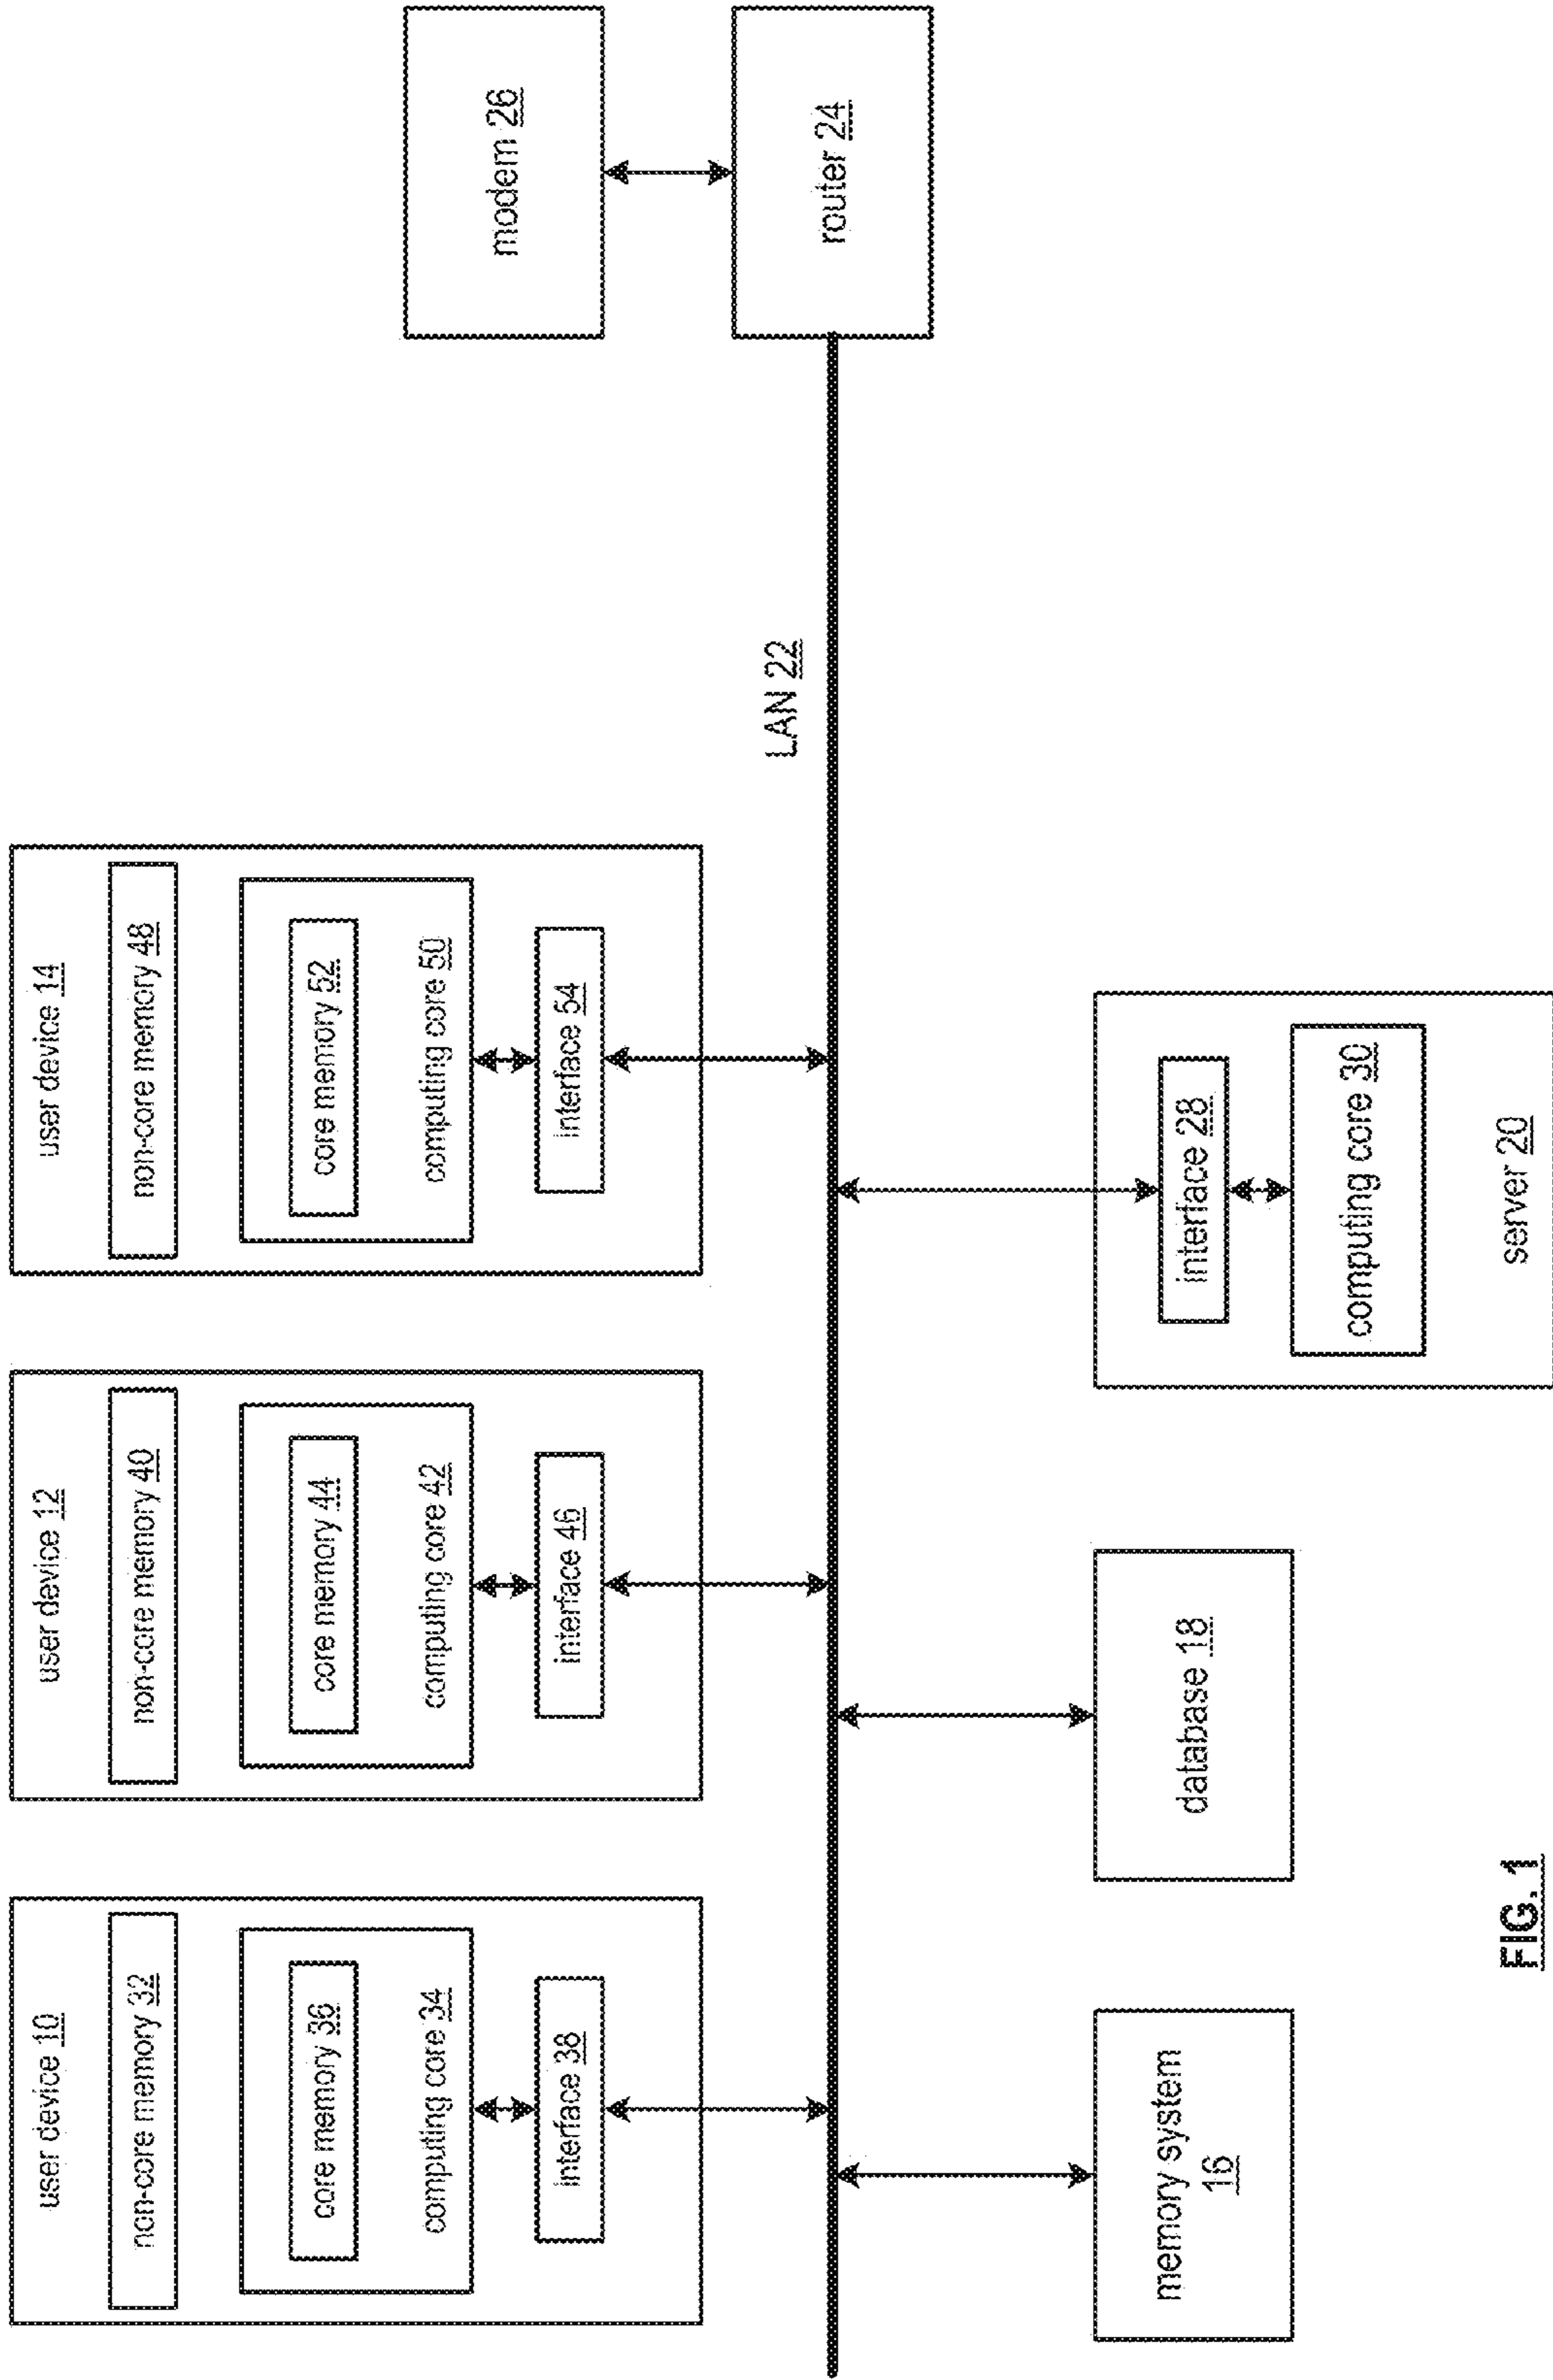 user device 10
non-core memory 32
core memory 36
computing core 34
interface 38
user device 12
non-core memory 40
core memory 44
computing core 42
interface 46
user device 14
non-core memory 48
core memory 52
computing core 50
interface 54
modem 26
router 24
LAN 22
memory system
16
database 18
interface 28
computing core 30
server 20
FIG. 1